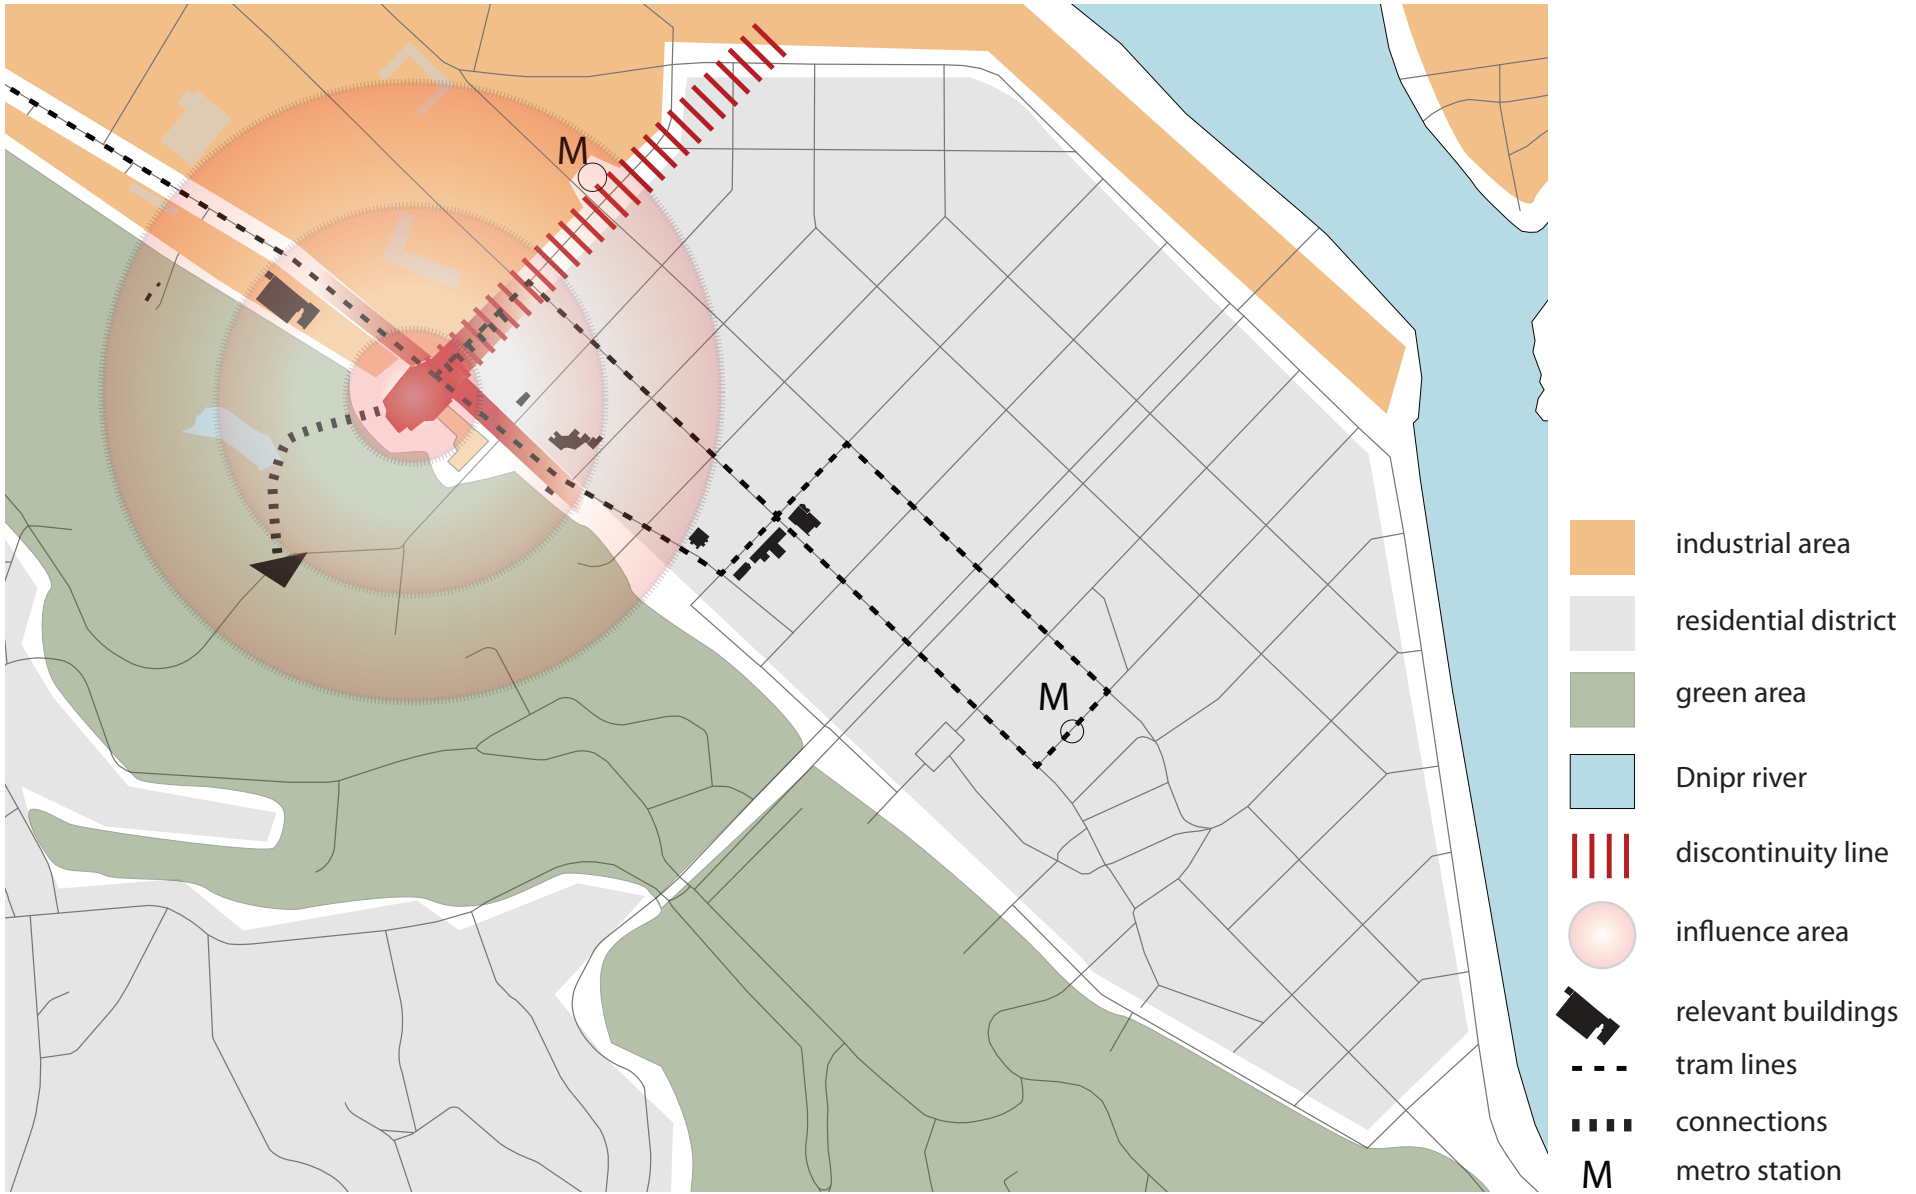 M
M
industrial area
residential district
green area
Dnipr river
discontinuity line
influence area
relevant buildings
tram lines
connections
M metro station